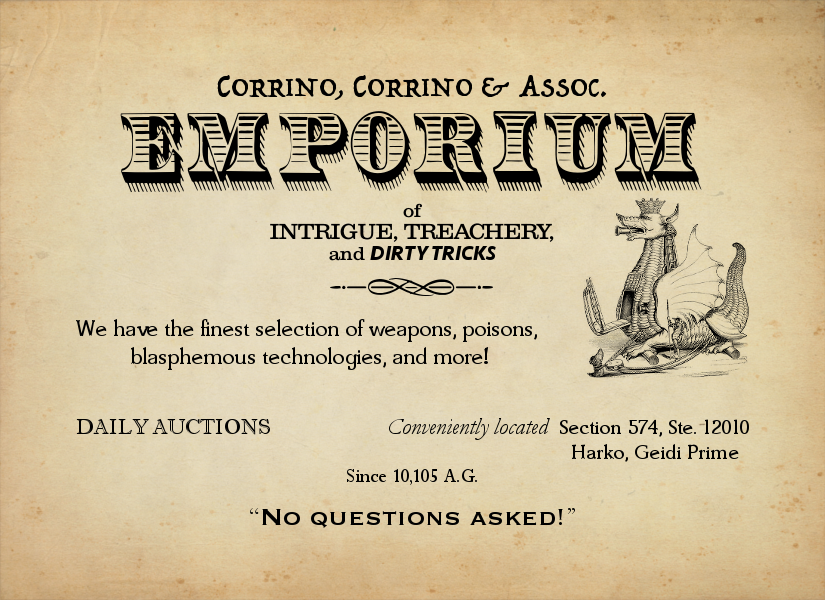 Corrino, Corrino & Assoc.
EMPORIUM
of
INTRIGUE, TREACHERY,
and DIRTY TRICKS
We have the finest selection of weapons, poisons,
blasphemous technologies, and more!
DAILY AUCTIONS
Conveniently located Section 574, Ste. 12010
Harko, Geidi Prime
Since 10,105 A.G.
“No questions asked!”